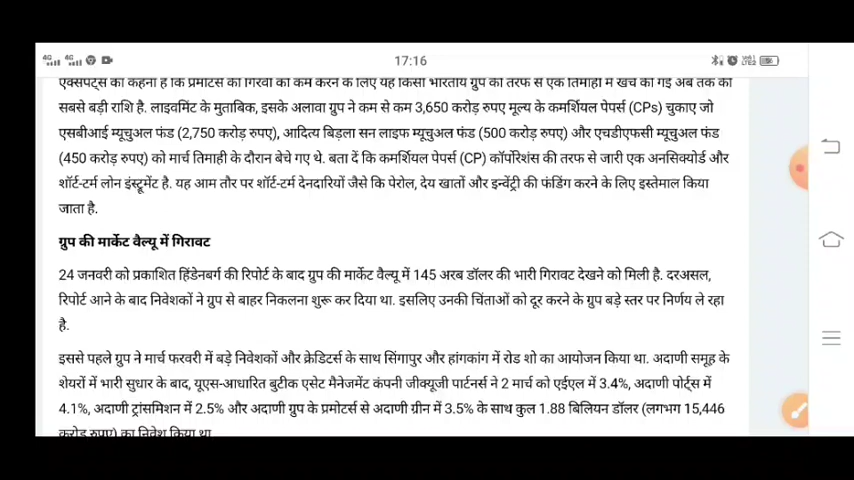 17:16
एक्सपर्ट्स का कहना है कि प्रमोटर्स की गिरवी को कम करने के लिए यह किसी भारतीय ग्रुप की तरफ से एक तिमाही में खर्च की गई अब तक की
सबसे बड़ी राशि है. लाइवमिंट के मुताबिक, इसके अलावा ग्रुप ने कम से कम 3,650 करोड़ रुपए मूल्य के कमर्शियल पेपर्स (CPs) चुकाए जो
एसबीआई म्यूचुअल फंड (2,750 करोड़ रुपए), आदित्य बिड़ला सन लाइफ म्यूचुअल फंड (500 करोड़ रुपए) और एचडीएफसी म्यूचुअल फंड
(450 करोड़ रुपए) को मार्च तिमाही के दौरान बेचे गए थे. बता दें कि कमर्शियल पेपर्स (CP) कॉर्पोरेशंस की तरफ से जारी एक अनसिक्योर्ड और
शॉर्ट-टर्म लोन इंस्ट्रूमेंट है. यह आम तौर पर शॉर्ट-टर्म देनदारियों जैसे कि पेरोल, देय खातों और इन्वेंट्री की फंडिंग करने के लिए इस्तेमाल किया
जाता है.
ग्रुप की मार्केट वैल्यू में गिरावट
24 जनवरी को प्रकाशित हिंडेनबर्ग की रिपोर्ट के बाद ग्रुप की मार्केट वैल्यू में 145 अरब डॉलर की भारी गिरावट देखने को मिली है. दरअसल,
रिपोर्ट आने के बाद निवेशकों ने ग्रुप से बाहर निकलना शुरू कर दिया था. इसलिए उनकी चिंताओं को दूर करने के ग्रुप बड़े स्तर पर निर्णय ले रहा
है.
इससे पहले ग्रुप ने मार्च फरवरी में बड़े निवेशकों और क्रेडिटर्स के साथ सिंगापुर और हांगकांग में रोड शो का आयोजन किया था. अदाणी समूह के
शेयरों में भारी सुधार के बाद, यूएस-आधारित बुटीक एसेट मैनेजमेंट कंपनी जीक्यूजी पार्टनर्स ने 2 मार्च को एईएल में 3.4%, अदाणी पोर्ट्स में
4.1%, अदाणी ट्रांसमिशन में 2.5% और अदाणी ग्रुप के प्रमोटर्स से अदाणी ग्रीन में 3.5% के साथ कुल 1.88 बिलियन डॉलर (लगभग 15,446
करोड़ रुपए) का निवेश किया था